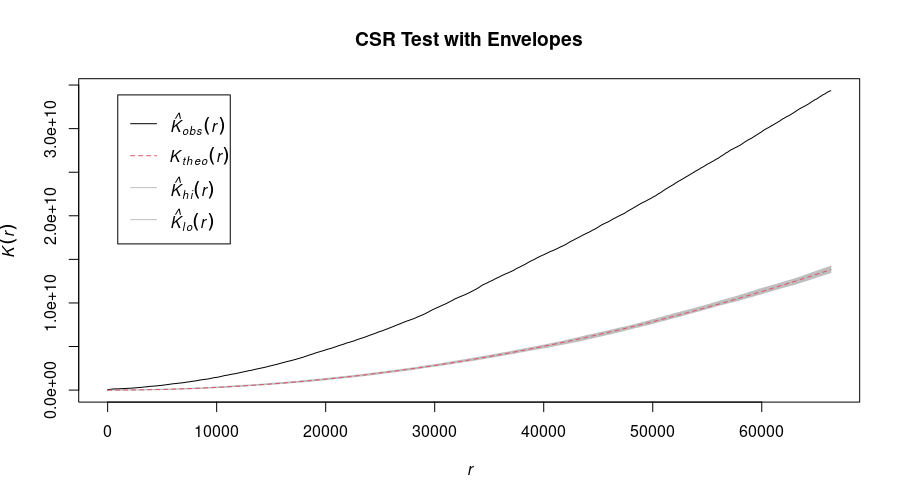 CSR Test with Envelopes
K̂obs(r)
Ktheo(r)
K̂hi(r)
K̂lo(r)
K(r)
3.0e+10
2.0e+10
1.0e+10
0.0e+00
0 10000 20000 30000 40000 50000 60000
r